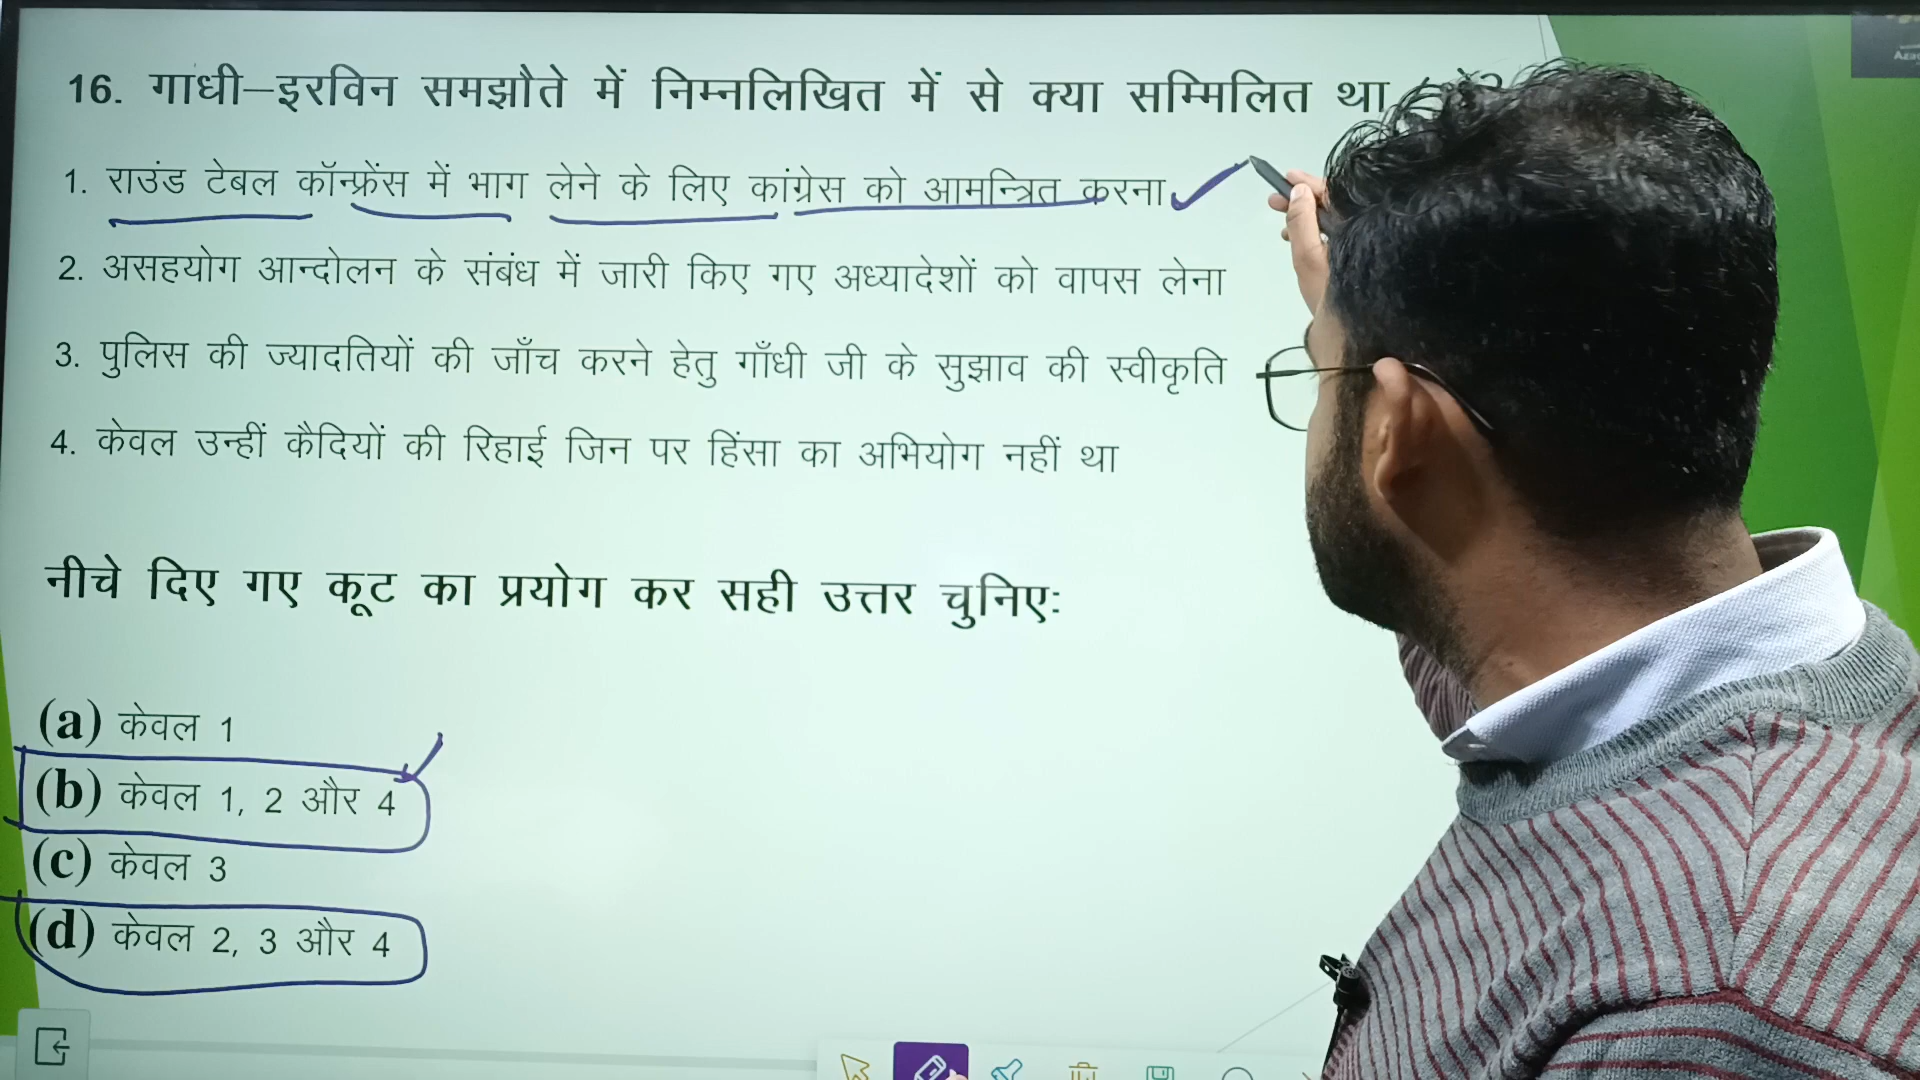 16. गांधी–इरविन समझौते में निम्नलिखित में से क्या सम्मिलित था
1. राउंड टेबल कॉन्फ्रेंस में भाग लेने के लिए कांग्रेस को आमन्त्रित करना
2. असहयोग आन्दोलन के संबंध में जारी किए गए अध्यादेशों को वापस लेना
3. पुलिस की ज्यादतियों की जाँच करने हेतु गाँधी जी के सुझाव की स्वीकृति
4. केवल उन्हीं कैदियों की रिहाई जिन पर हिंसा का अभियोग नहीं था
नीचे दिए गए कूट का प्रयोग कर सही उत्तर चुनिए:
(a) केवल 1
(b) केवल 1, 2 और 4
(c) केवल 3
(d) केवल 2, 3 और 4